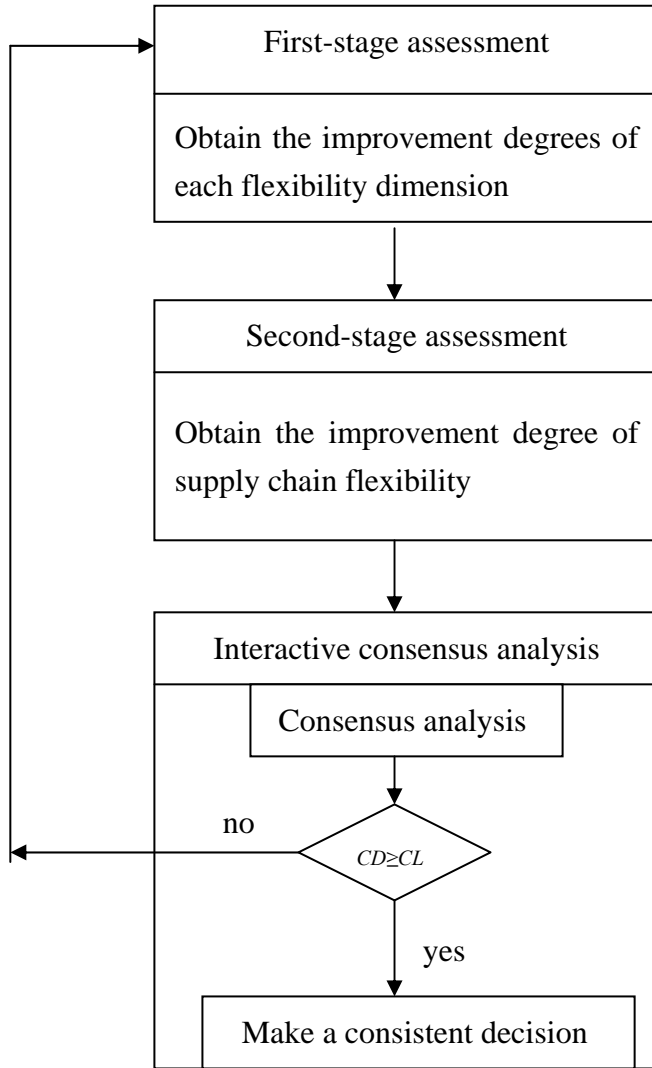 First-stage assessment
Obtain the improvement degrees of
each flexibility dimension
Second-stage assessment
Obtain the improvement degree of
supply chain flexibility
Interactive consensus analysis
Consensus analysis
no
CD≥CL
yes
Make a consistent decision